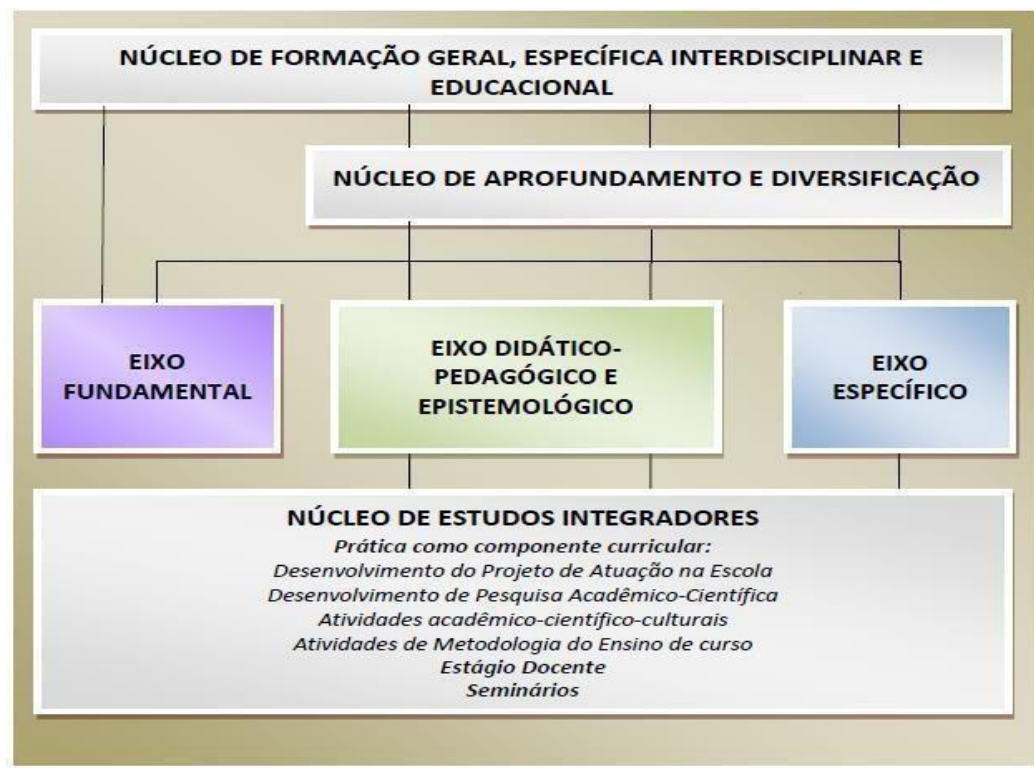 NÚCLEO DE FORMAÇÃO GERAL, ESPECÍFICA INTERDISCIPLINAR E
EDUCACIONAL
NÚCLEO DE APROFUNDAMENTO E DIVERSIFICAÇÃO
EIXO
FUNDAMENTAL
EIXO DIDÁTICO-
PEDAGÓGICO E
EPISTEMOLÓGICO
EIXO
ESPECÍFICO
NÚCLEO DE ESTUDOS INTEGRADORES
Prática como componente curricular:
Desenvolvimento do Projeto de Atuação na Escola
Desenvolvimento de Pesquisa Acadêmico-Científica
Atividades acadêmico-científico-culturais
Atividades de Metodologia do Ensino de curso
Estágio Docente
Seminários